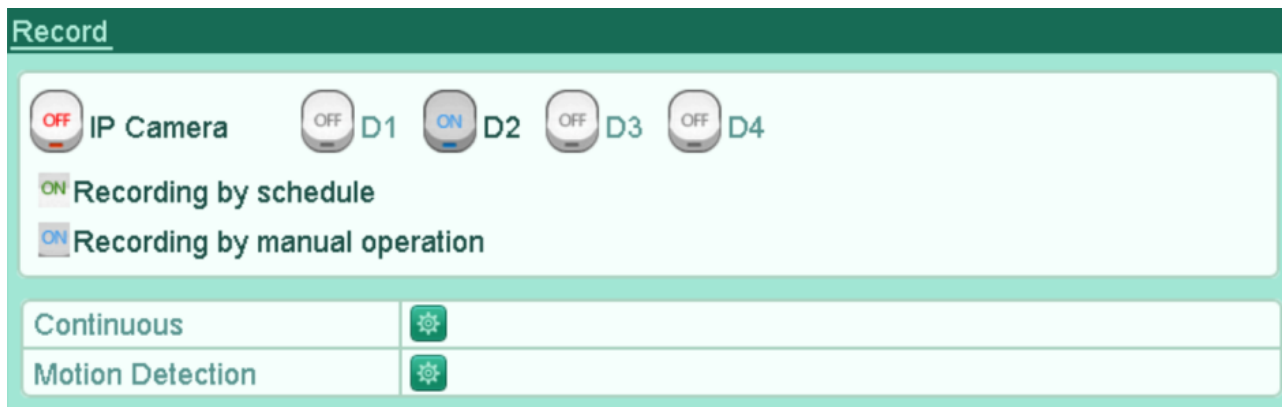 Record
OFF IP Camera OFF D1 ON D2 OFF D3 OFF D4
ON Recording by schedule
ON Recording by manual operation
Continuous
Motion Detection